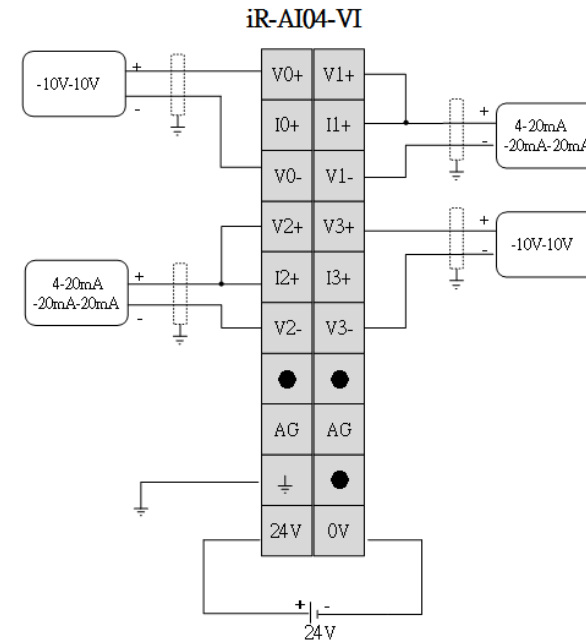 iR-AI04-VI
V0+ V1+
-10V-10V
+
-
I0+ I1+
+
-
4-20mA
-20mA-20mA
V0- V1-
V2+ V3+
+
-
-10V-10V
4-20mA
-20mA-20mA
+
-
I2+ I3+
V2- V3-
AG AG
24V 0V
+ -
24V